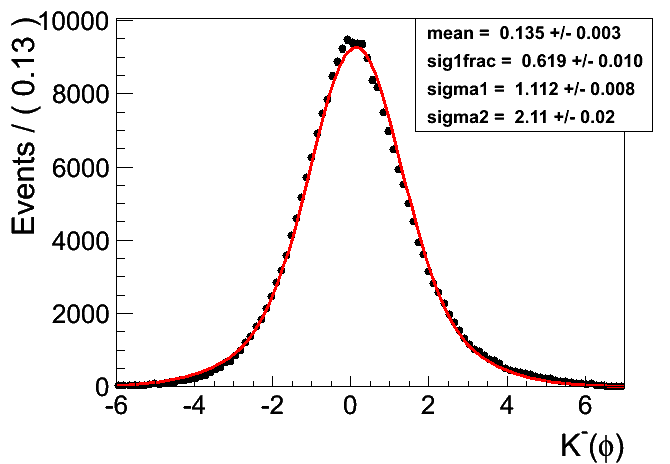 Events / ( 0.13 )
10000
8000
6000
4000
2000
0
mean = 0.135 +/- 0.003
sig1frac = 0.619 +/- 0.010
sigma1 = 1.112 +/- 0.008
sigma2 = 2.11 +/- 0.02
-6 -4 -2 0 2 4 6
K⁻(ϕ)